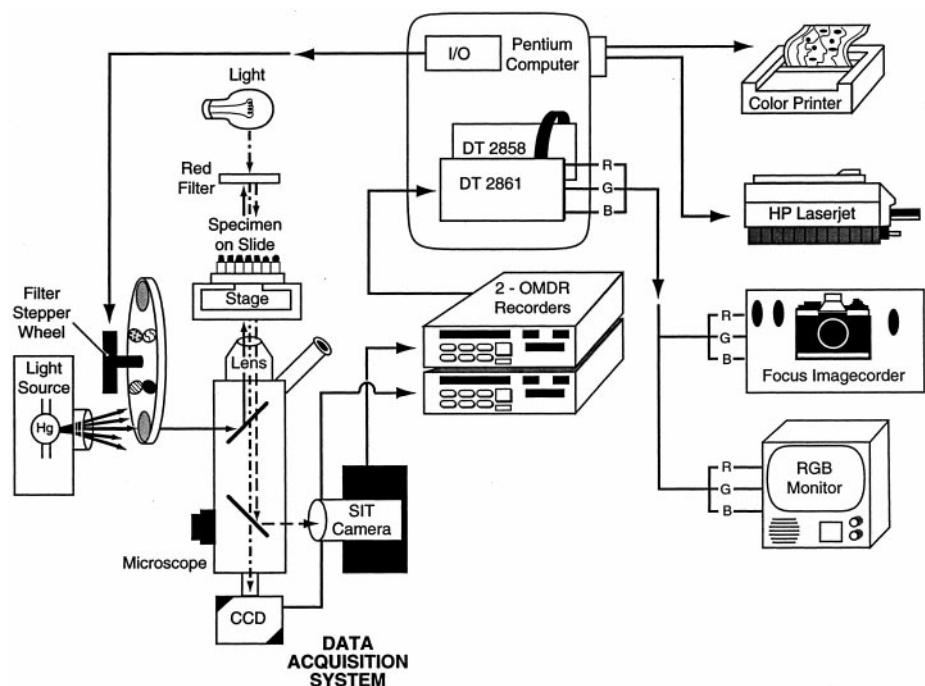 I/O
Pentium
Computer
Light
Color Printer
DT 2858
DT 2861
R
G
B
Red
Filter
HP Laserjet
Specimen
on Slide
Stage
2 - OMDR
Recorders
Filter
Stepper
Wheel
Light
Source
Hg
Lens
R
G
B
Focus Imagecorder
RGB
Monitor
R
G
B
SIT
Camera
Microscope
CCD
DATA
ACQUISITION
SYSTEM